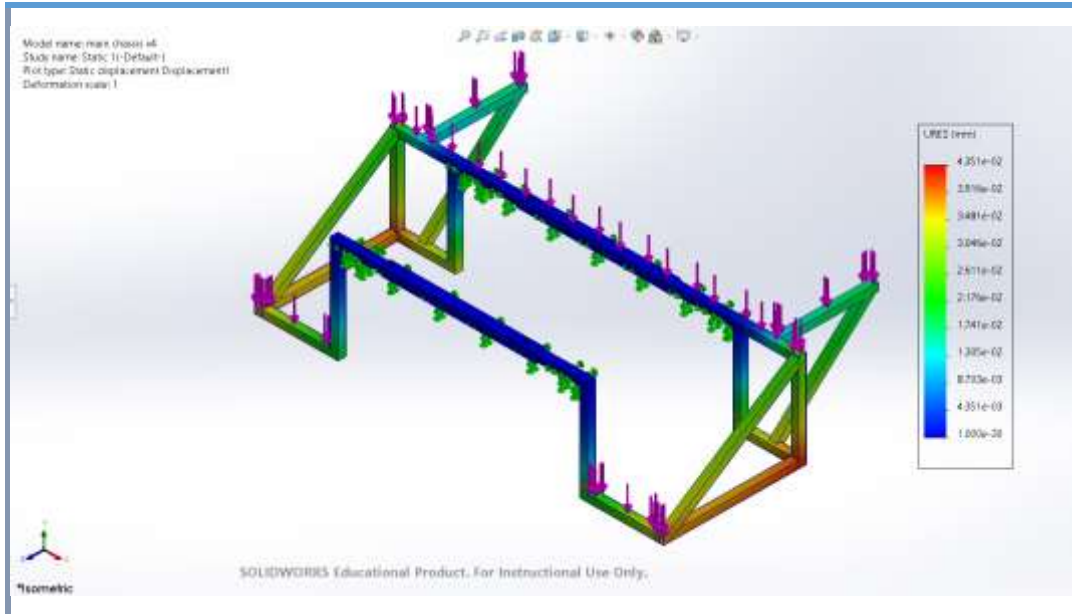 Model name: main chassis v4
Study name: Static 1(-Default-)
Plot type: Static displacement Displacement1
Deformation scale: 1
URES (mm)
4.351e-02
3.916e-02
3.481e-02
3.046e-02
2.611e-02
2.176e-02
1.741e-02
1.305e-02
8.703e-03
4.351e-03
1.000e-30
SOLIDWORKS Educational Product. For Instructional Use Only.
*Isometric